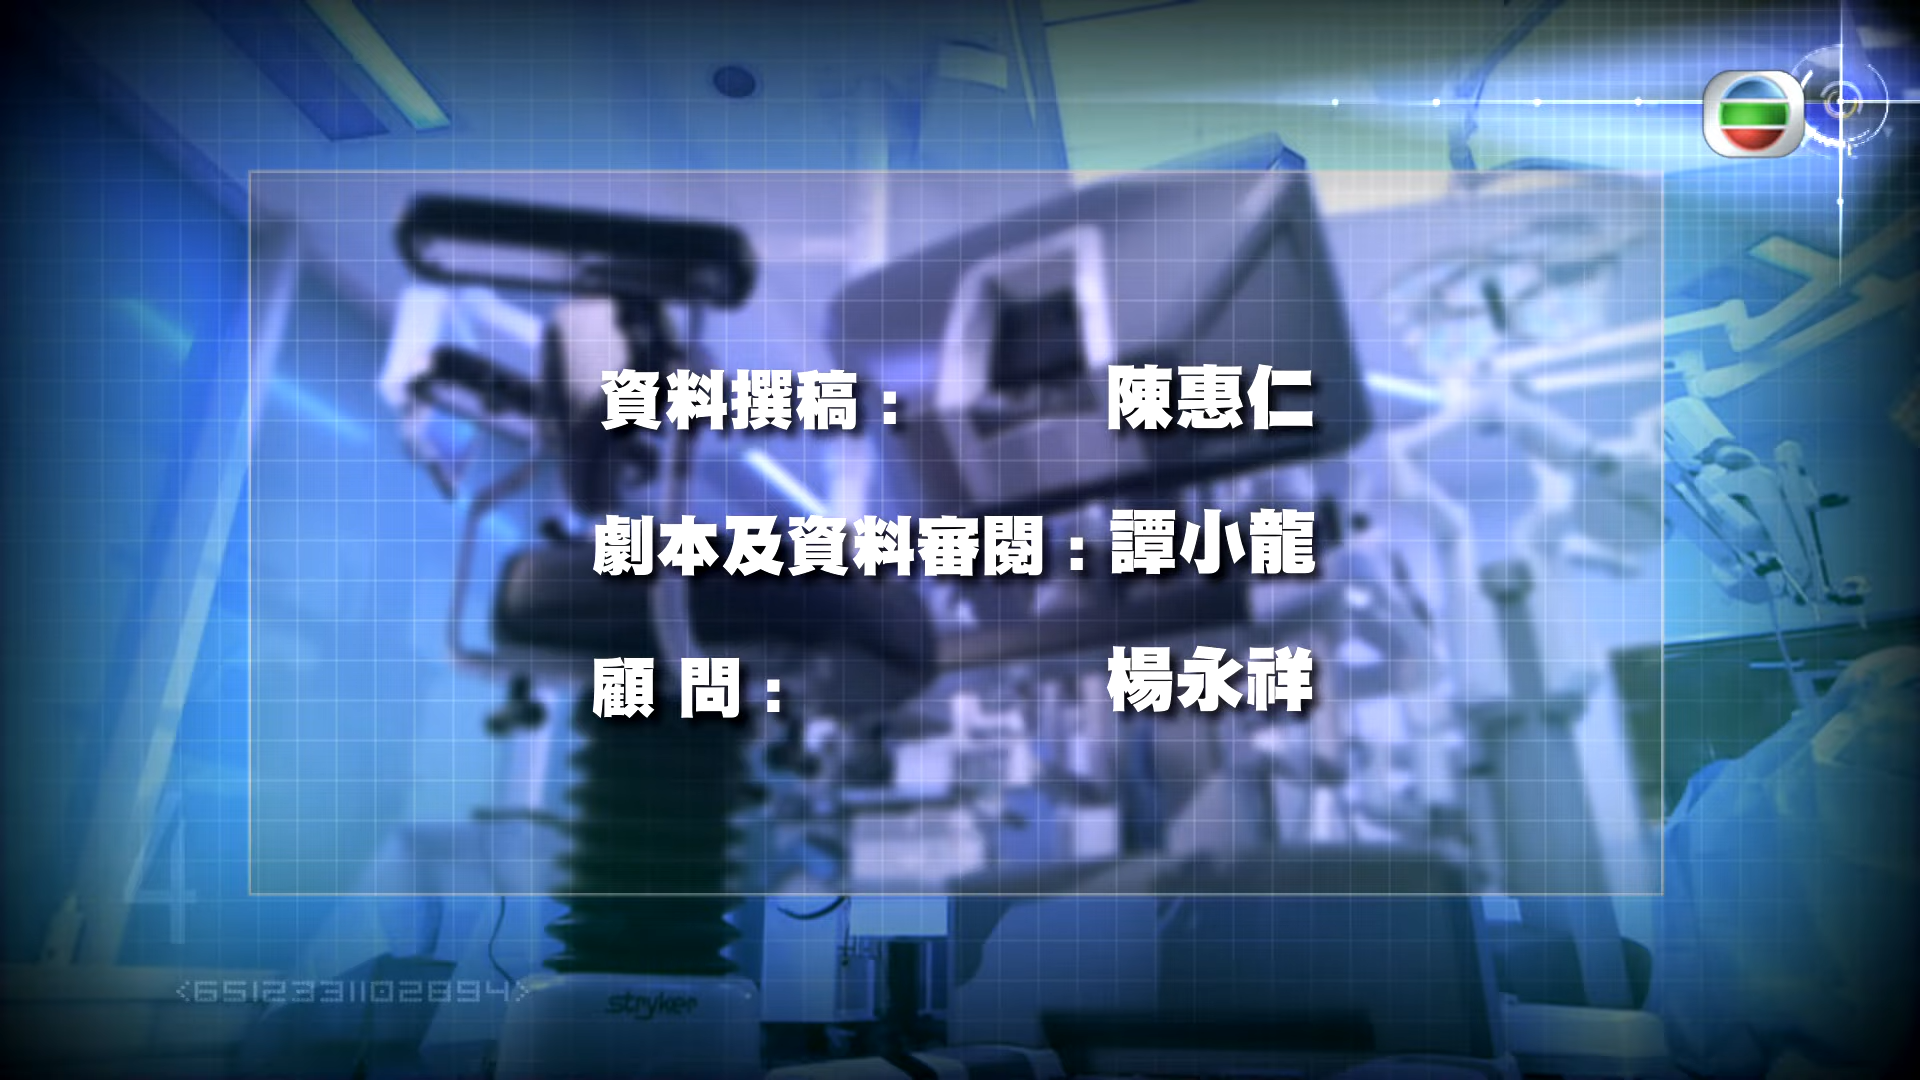 資料撰稿： 陳惠仁
劇本及資料審閱：譚小龍
顧 問： 楊永祥
<6512331102894>
stryker